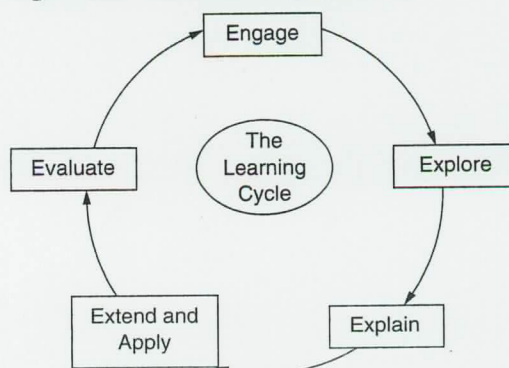 Engage
The
Learning
Cycle
Explore
Explain
Extend and
Apply
Evaluate